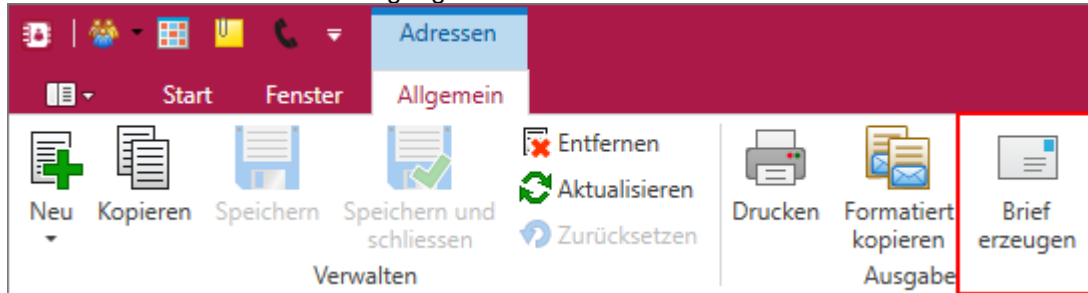 Adressen
Start Fenster Allgemein
Entfernen
Aktualisieren
Zurücksetzen
Neu Kopieren Speichern Speichern und
schliessen
Drucken Formatiert
kopieren
Brief
erzeugen
Verwalten Ausgabe